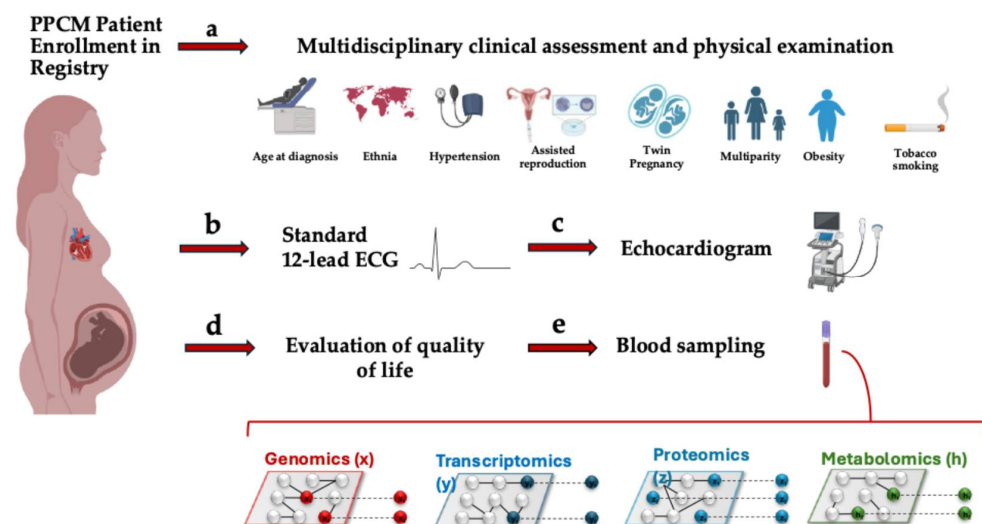 PPCM Patient
Enrollment in
Registry
a
Multidisciplinary clinical assessment and physical examination
Age at diagnosis
Ethnia
Hypertension
Assisted
reproduction
Twin
Pregnancy
Multiparity
Obesity
Tobacco
smoking
b
Standard
12-lead ECG
c
Echocardiogram
d
Evaluation of quality
of life
e
Blood sampling
Genomics (x)
Transcriptomics
(y)
Proteomics
(z)
Metabolomics (h)